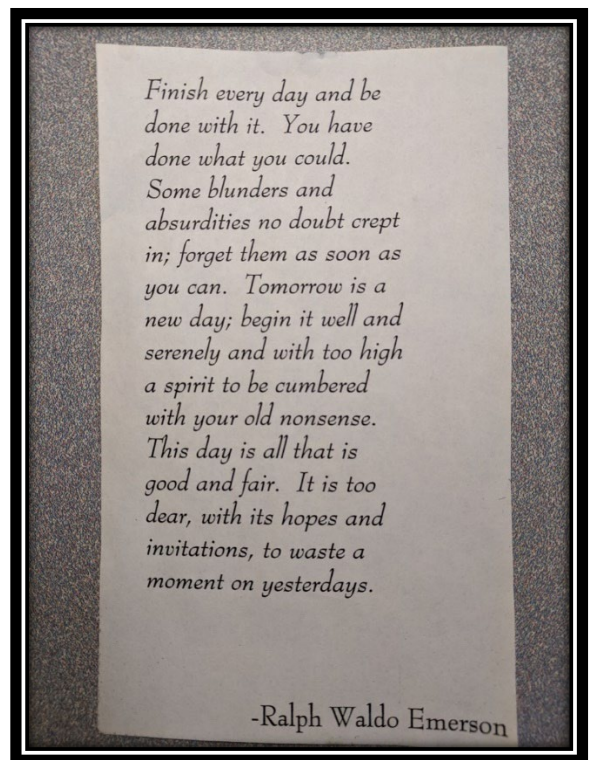 Finish every day and be
done with it.  You have
done what you could.
Some blunders and
absurdities no doubt crept
in; forget them as soon as
you can.  Tomorrow is a
new day; begin it well and
serenely and with too high
a spirit to be cumbered
with your old nonsense.
This day is all that is
good and fair.  It is too
dear, with its hopes and
invitations, to waste a
moment on yesterdays.
-Ralph Waldo Emerson